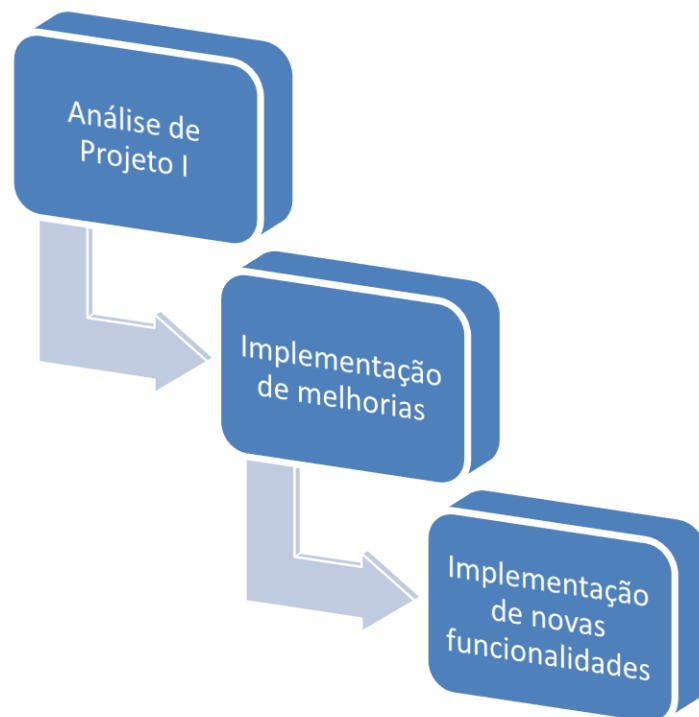 Análise de
Projeto I
Implementação
de melhorias
Implementação
de novas
funcionalidades